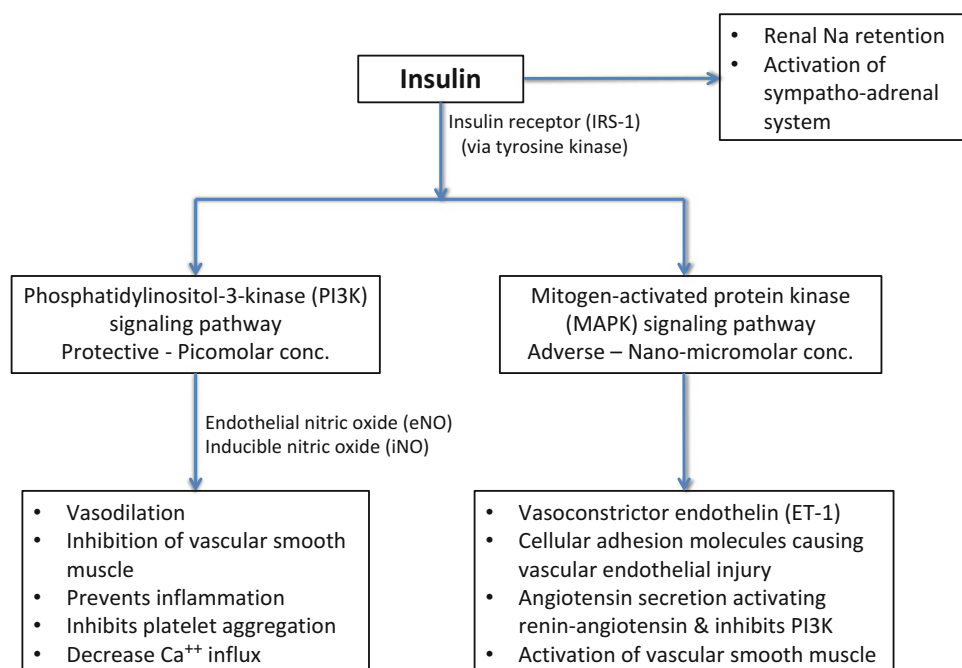 Insulin
• Renal Na retention
• Activation of
sympatho-adrenal
system
Insulin receptor (IRS-1)
(via tyrosine kinase)
Phosphatidylinositol-3-kinase (PI3K)
signaling pathway
Protective - Picomolar conc.
Mitogen-activated protein kinase
(MAPK) signaling pathway
Adverse – Nano-micromolar conc.
Endothelial nitric oxide (eNO)
Inducible nitric oxide (iNO)
• Vasodilation
• Inhibition of vascular smooth
muscle
• Prevents inflammation
• Inhibits platelet aggregation
• Decrease Ca⁺⁺ influx
• Vasoconstrictor endothelin (ET-1)
• Cellular adhesion molecules causing
vascular endothelial injury
• Angiotensin secretion activating
renin-angiotensin & inhibits PI3K
• Activation of vascular smooth muscle